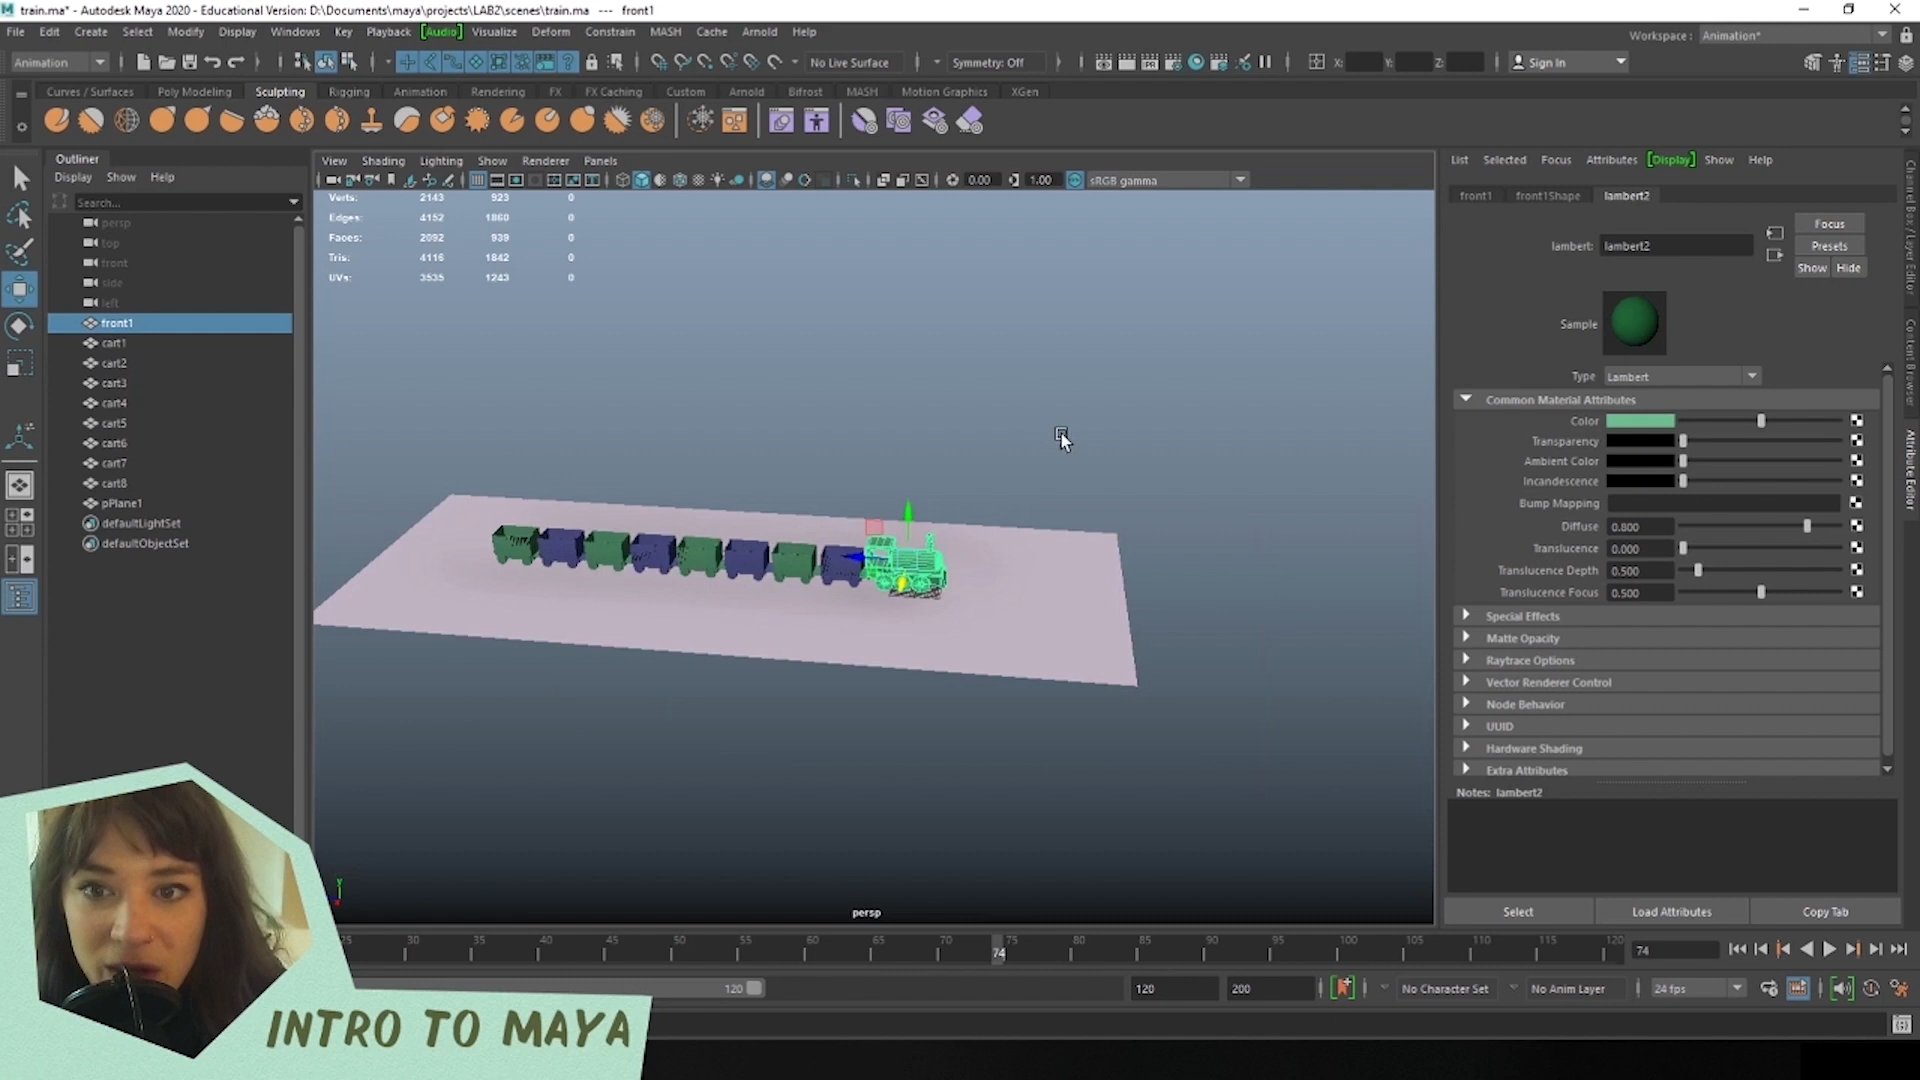 train.ma* - Autodesk Maya 2020 - Educational Version: D:\Documents\maya\projects\LAB2\scenes\train.ma --- front1
File Edit Create Select Modify Display Windows Key Playback [Audio] Visualize Deform Constrain MASH Cache Arnold Help
Workspace : Animation*
Animation
No Live Surface
Symmetry: Off
X: Y: Z:
Sign In
Curves / Surfaces Poly Modeling Sculpting Rigging Animation Rendering FX FX Caching Custom Arnold Bifrost MASH Motion Graphics XGen
Outliner
Display Show Help
Search...
persp
top
front
side
left
front1
cart1
cart2
cart3
cart4
cart5
cart6
cart7
cart8
pPlane1
defaultLightSet
defaultObjectSet
View Shading Lighting Show Renderer Panels
0.00 1.00 sRGB gamma
Verts: 2143 923 0
Edges: 4152 1860 0
Faces: 2092 939 0
Tris: 4116 1842 0
UVs: 3535 1243 0
persp
List Selected Focus Attributes [Display] Show Help
front1 front1Shape lambert2
Focus
lambert: lambert2
Presets
Show Hide
Sample
Type Lambert
Common Material Attributes
Color
Transparency
Ambient Color
Incandescence
Bump Mapping
Diffuse 0.800
Translucence 0.000
Translucence Depth 0.500
Translucence Focus 0.500
Special Effects
Matte Opacity
Raytrace Options
Vector Renderer Control
Node Behavior
UUID
Hardware Shading
Extra Attributes
Notes: lambert2
Select Load Attributes Copy Tab
Channel Box / Layer Editor
Content Browser
Attribute Editor
25 30 35 40 45 50 55 60 65 70 75 80 85 90 95 100 105 110 115 120
74
74
120
120 200
No Character Set
No Anim Layer
24 fps
INTRO TO MAYA